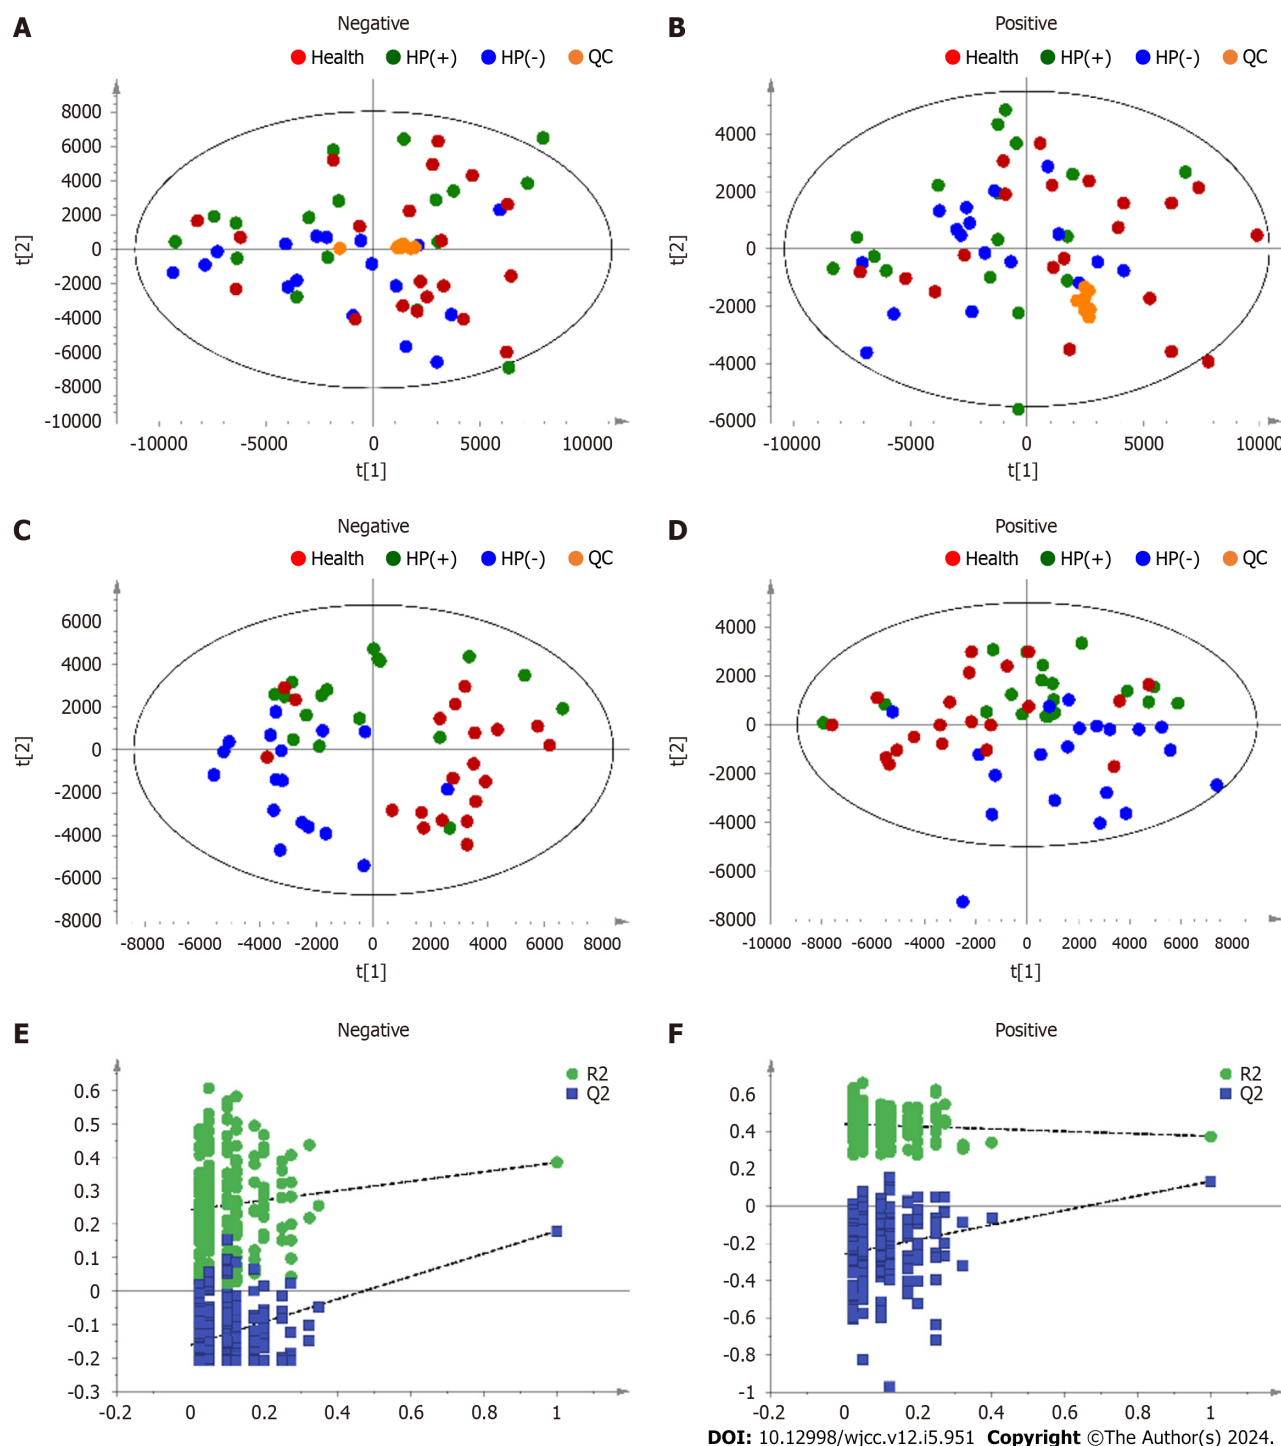 A
Negative
Health HP(+) HP(-) QC
8000
6000
4000
2000
0
-2000
-4000
-6000
-8000
-10000
t[2]
-10000 -5000 0 5000 10000
t[1]
B
Positive
Health HP(+) HP(-) QC
4000
2000
0
-2000
-4000
-6000
t[2]
-10000 -5000 0 5000 10000
t[1]
C
Negative
Health HP(+) HP(-) QC
6000
4000
2000
0
-2000
-4000
-6000
-8000
t[2]
-8000 -6000 -4000 -2000 0 2000 4000 6000 8000
t[1]
D
Positive
Health HP(+) HP(-) QC
4000
2000
0
-2000
-4000
-6000
-8000
t[2]
-10000 -8000 -6000 -4000 -2000 0 2000 4000 6000 8000
t[1]
E
Negative
R2
Q2
0.6
0.5
0.4
0.3
0.2
0.1
0
-0.1
-0.2
-0.3
-0.2 0 0.2 0.4 0.6 0.8 1
F
Positive
R2
Q2
0.6
0.4
0.2
0
-0.2
-0.4
-0.6
-0.8
-1
-0.2 0 0.2 0.4 0.6 0.8 1
DOI: 10.12998/wjcc.v12.i5.951 Copyright ©The Author(s) 2024.